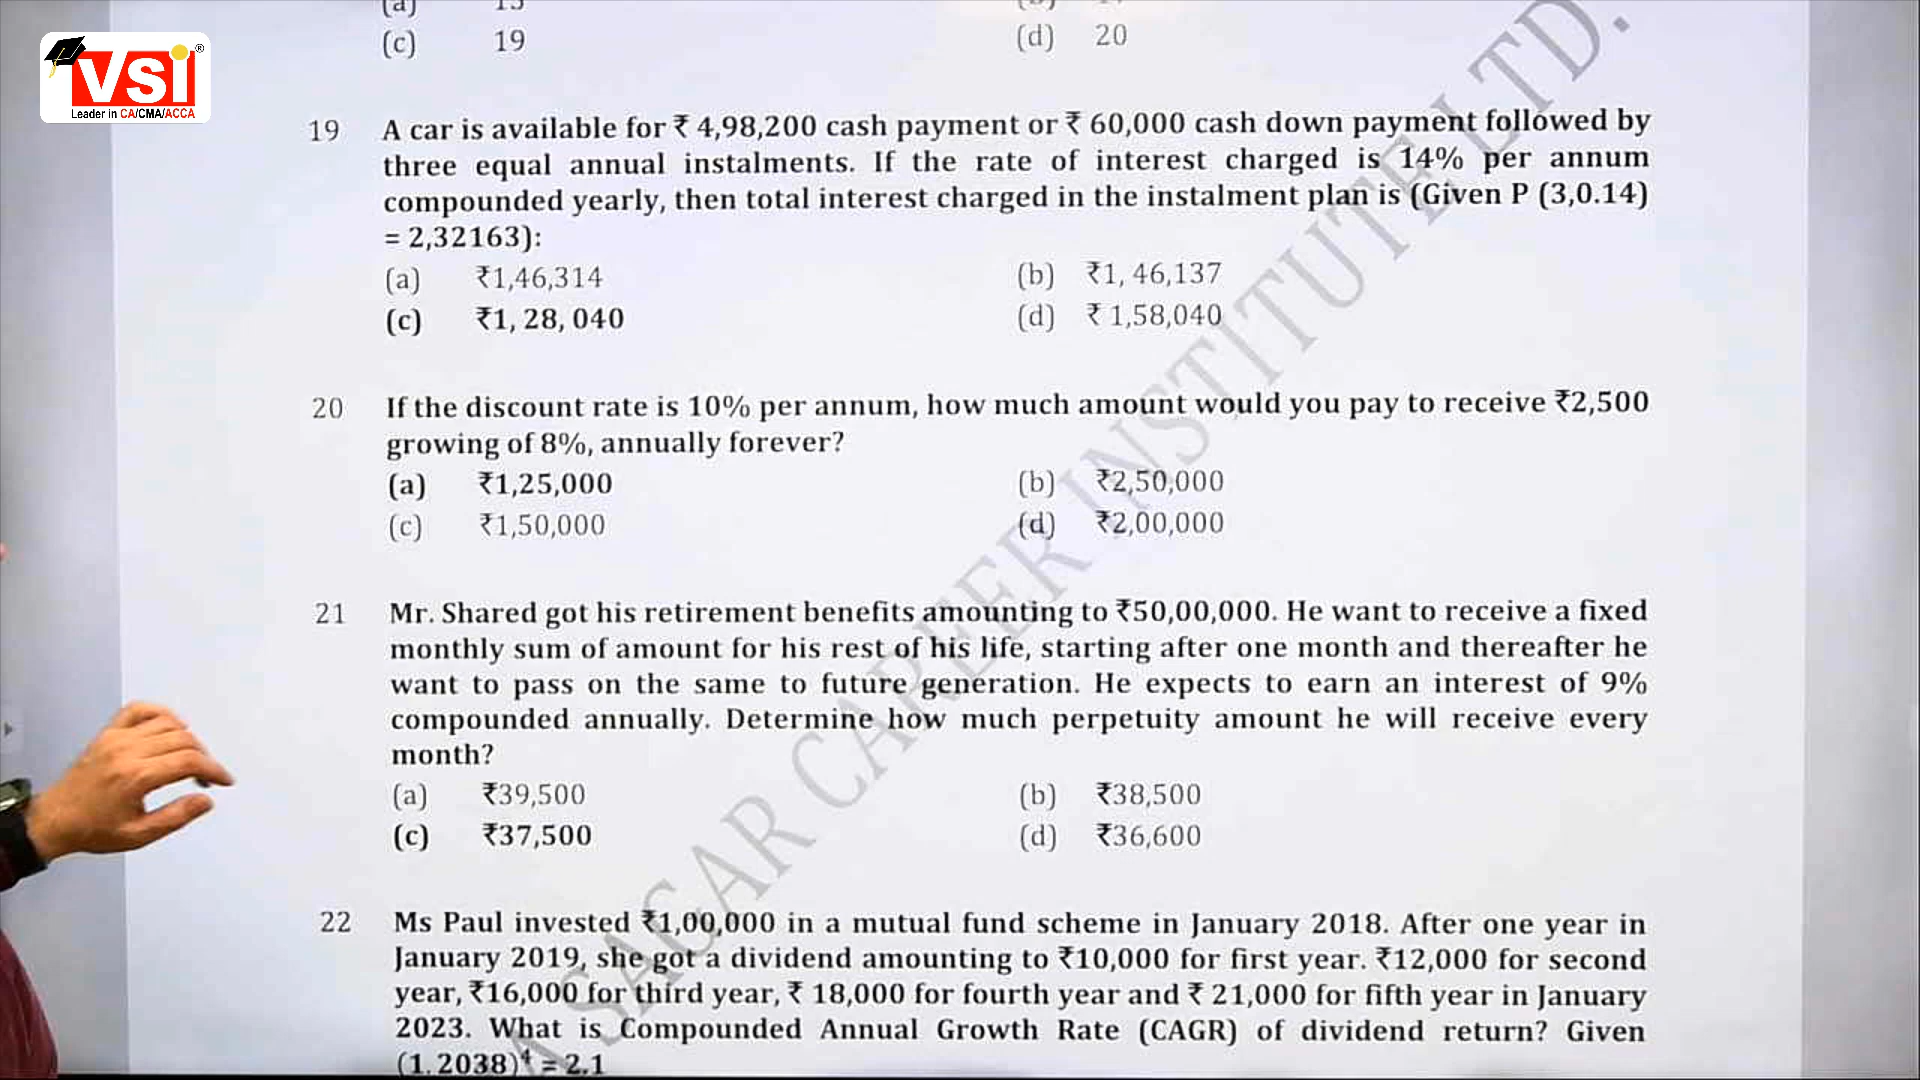 (a) 15
(c) 19
(d) 20
VSI ®
Leader in CA/CMA/ACCA
19 A car is available for ₹ 4,98,200 cash payment or ₹ 60,000 cash down payment followed by
three equal annual instalments. If the rate of interest charged is 14% per annum
compounded yearly, then total interest charged in the instalment plan is (Given P (3,0.14)
= 2,32163):
(a) ₹1,46,314 (b) ₹1, 46,137
(c) ₹1, 28, 040 (d) ₹ 1,58,040
20 If the discount rate is 10% per annum, how much amount would you pay to receive ₹2,500
growing of 8%, annually forever?
(a) ₹1,25,000 (b) ₹2,50,000
(c) ₹1,50,000 (d) ₹2,00,000
21 Mr. Shared got his retirement benefits amounting to ₹50,00,000. He want to receive a fixed
monthly sum of amount for his rest of his life, starting after one month and thereafter he
want to pass on the same to future generation. He expects to earn an interest of 9%
compounded annually. Determine how much perpetuity amount he will receive every
month?
(a) ₹39,500 (b) ₹38,500
(c) ₹37,500 (d) ₹36,600
22 Ms Paul invested ₹1,00,000 in a mutual fund scheme in January 2018. After one year in
January 2019, she got a dividend amounting to ₹10,000 for first year. ₹12,000 for second
year, ₹16,000 for third year, ₹ 18,000 for fourth year and ₹ 21,000 for fifth year in January
2023. What is Compounded Annual Growth Rate (CAGR) of dividend return? Given
(1.2038)⁴ = 2.1
SAGAR CAREER INSTITUTE LTD.